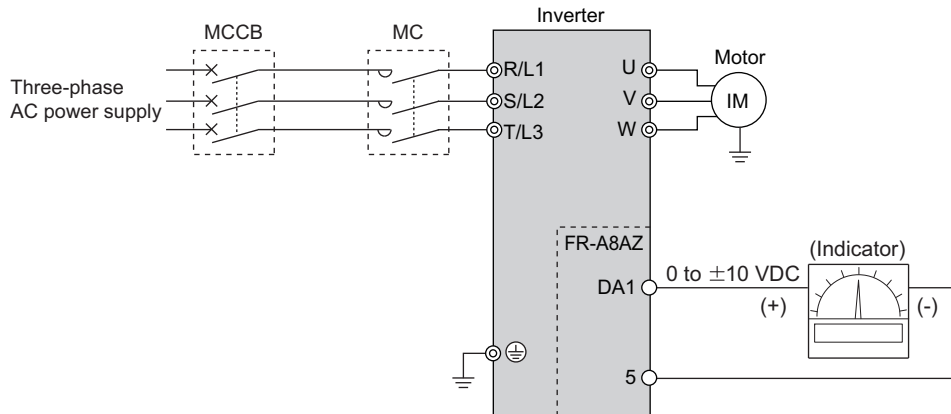 Inverter
MCCB
MC
Three-phase
AC power supply
R/L1
S/L2
T/L3
U
V
W
Motor
IM
FR-A8AZ
(Indicator)
DA1
0 to ±10 VDC
(+)
(-)
5